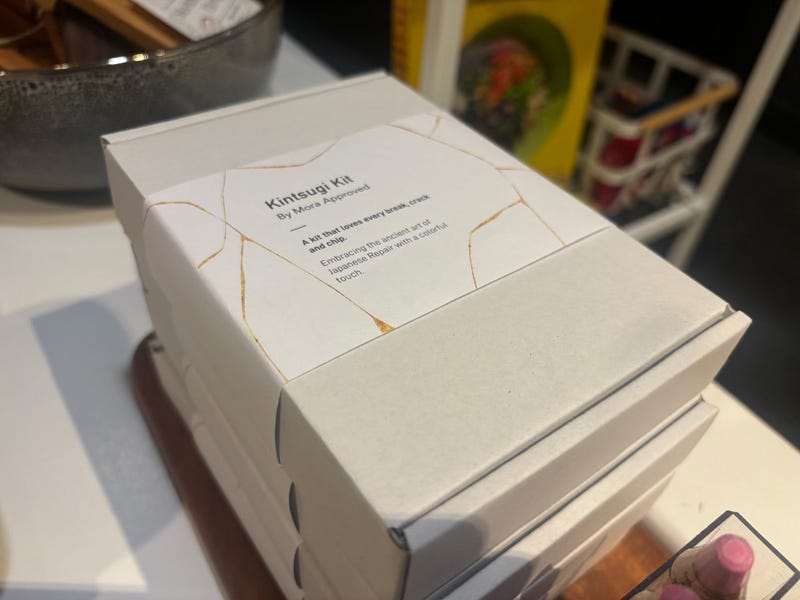 Kintsugi Kit
By Mora Approved
A kit that loves every break, crack
and chip.
Embracing the ancient art of
Japanese Repair with a colorful
touch.